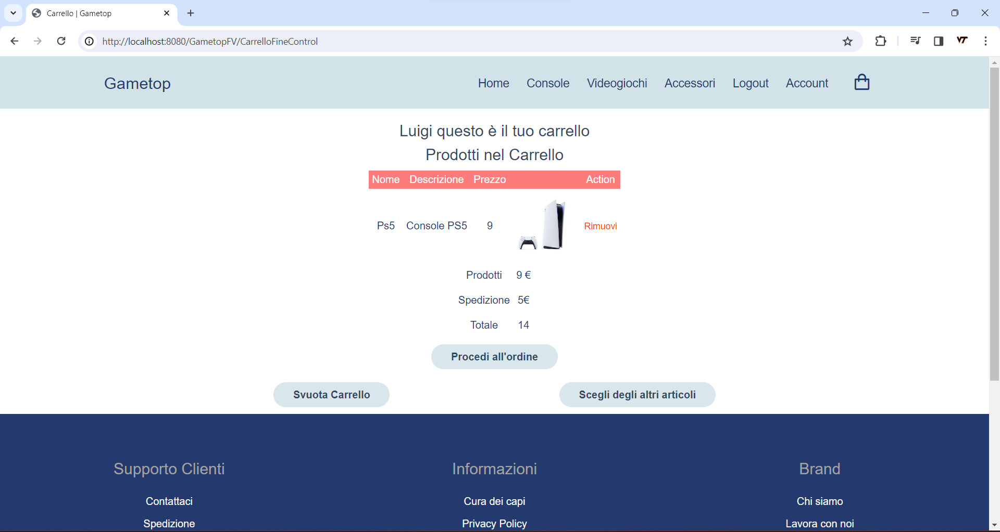 Carrello | Gametop
http://localhost:8080/GametopFV/CarrelloFineControl
VT
Gametop
Home Console Videogiochi Accessori Logout Account
Luigi questo è il tuo carrello
Prodotti nel Carrello
Nome Descrizione Prezzo Action
Ps5 Console PS5 9 Rimuovi
Prodotti 9 €
Spedizione 5€
Totale 14
Procedi all'ordine
Svuota Carrello Scegli degli altri articoli
Supporto Clienti Informazioni Brand
Contattaci Cura dei capi Chi siamo
Spedizione Privacy Policy Lavora con noi